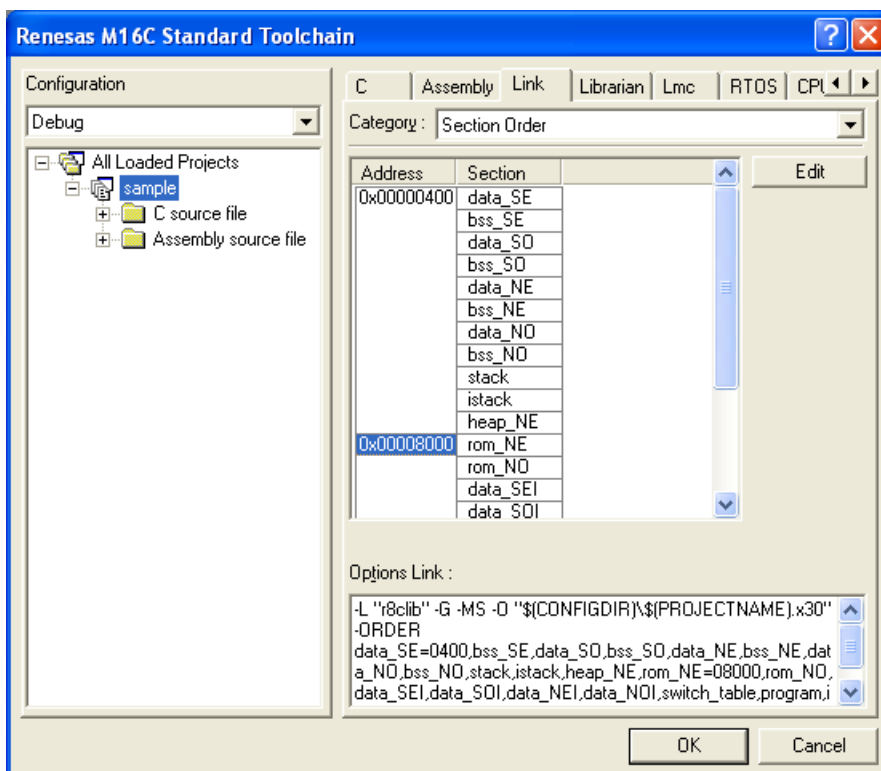 Renesas M16C Standard Toolchain
Configuration
Debug
All Loaded Projects
sample
C source file
Assembly source file
C Assembly Link Librarian Lmc RTOS
Category : Section Order
Address Section Edit
0x00000400 data_SE
bss_SE
data_SO
bss_SO
data_NE
bss_NE
data_NO
bss_NO
stack
istack
heap_NE
0x00008000 rom_NE
rom_NO
data_SEI
data_SOI
Options Link :
-L "r8clib" -G -MS -O "$(CONFIGDIR)\$(PROJECTNAME).x30"
-ORDER
data_SE=0400,bss_SE,data_SO,bss_SO,data_NE,bss_NE,dat
a_NO,bss_NO,stack,istack,heap_NE,rom_NE=08000,rom_NO,
data_SEI,data_SOI,data_NEI,data_NOI,switch_table,program,i
OK Cancel